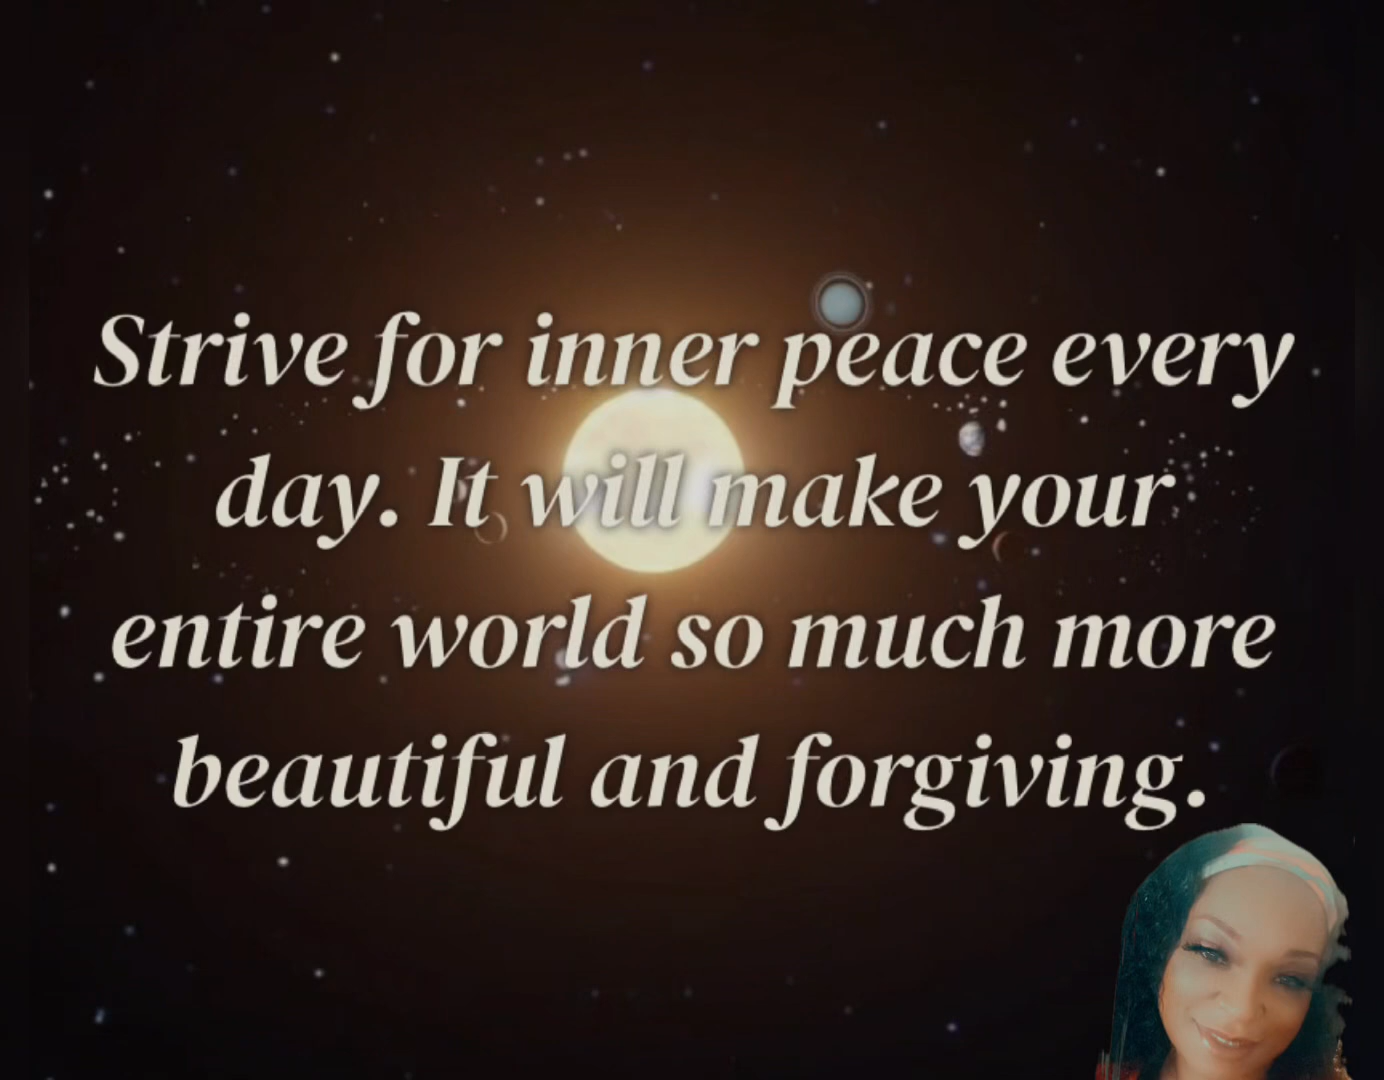 Strive for inner peace every
day. It will make your
entire world so much more
beautiful and forgiving.